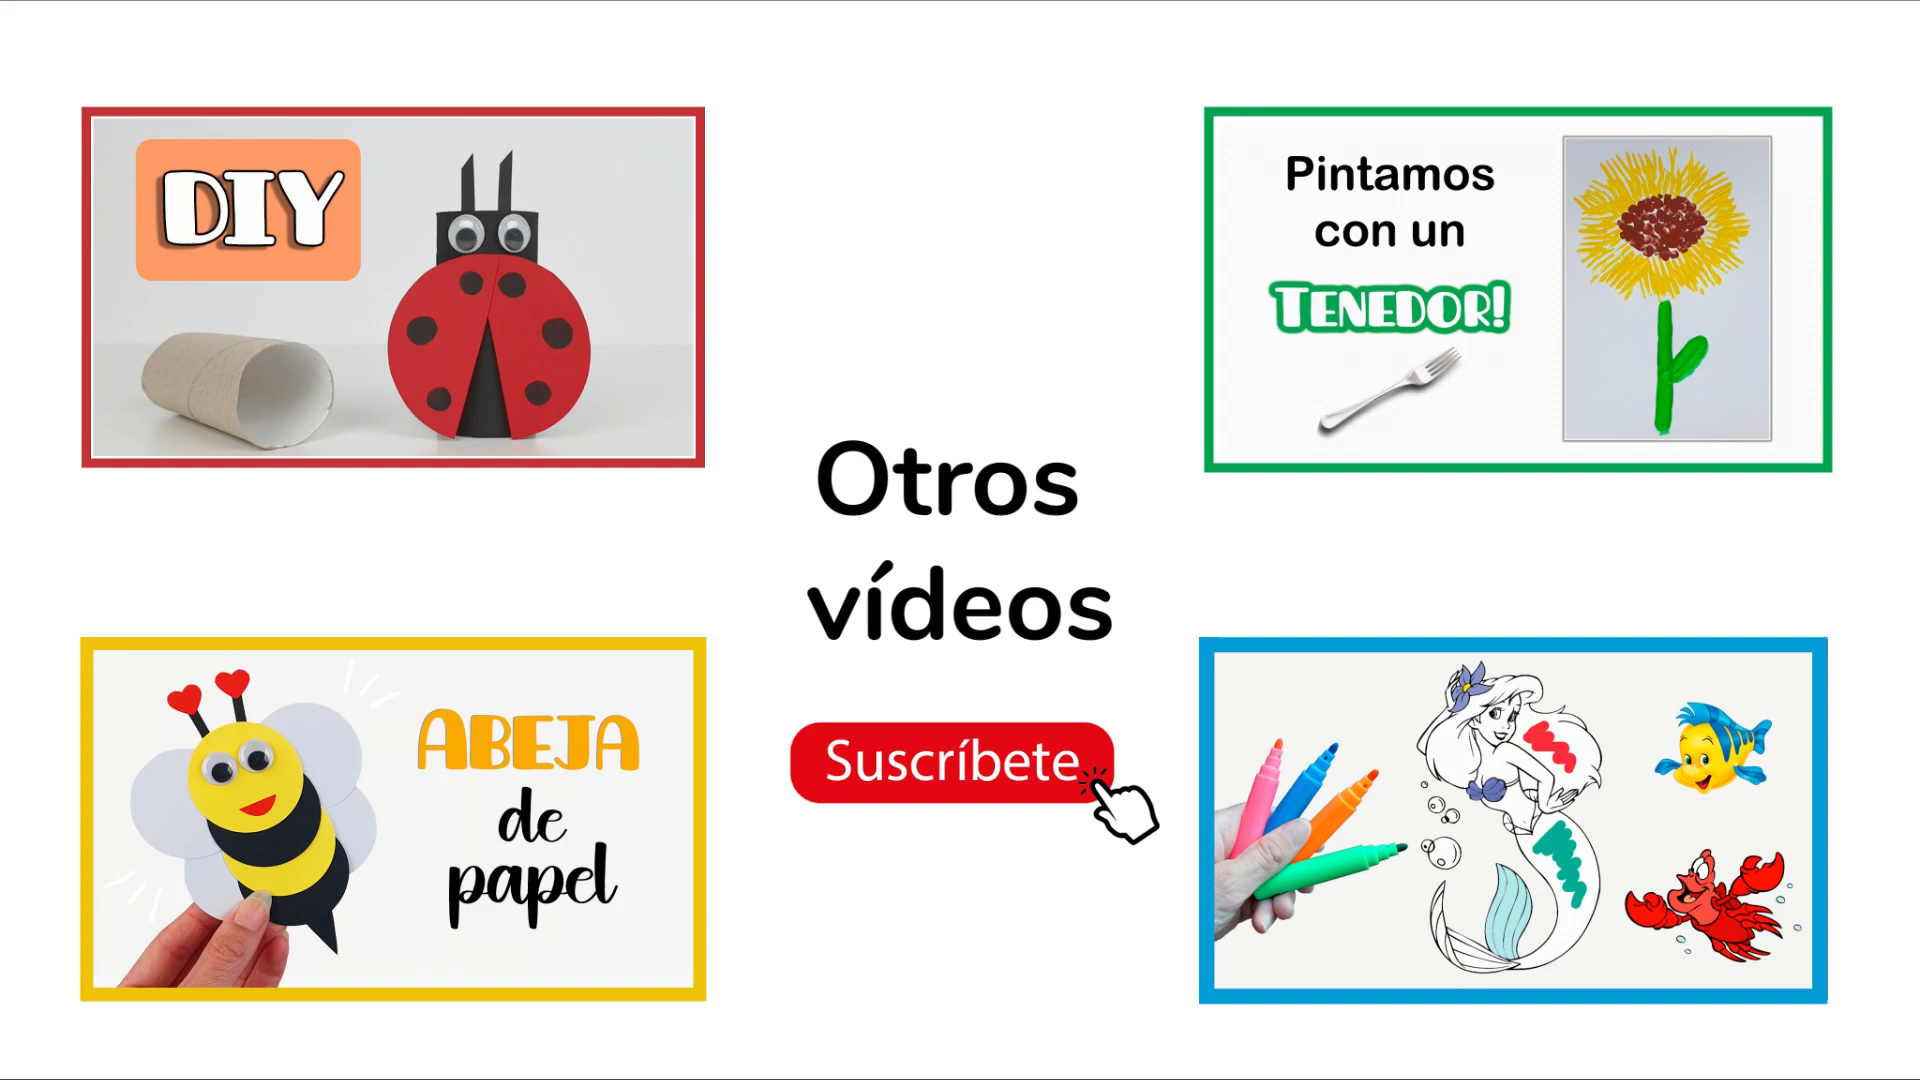 DIY
Pintamos
con un
TENEDOR!
Otros
vídeos
Suscríbete
ABEJA
de
papel